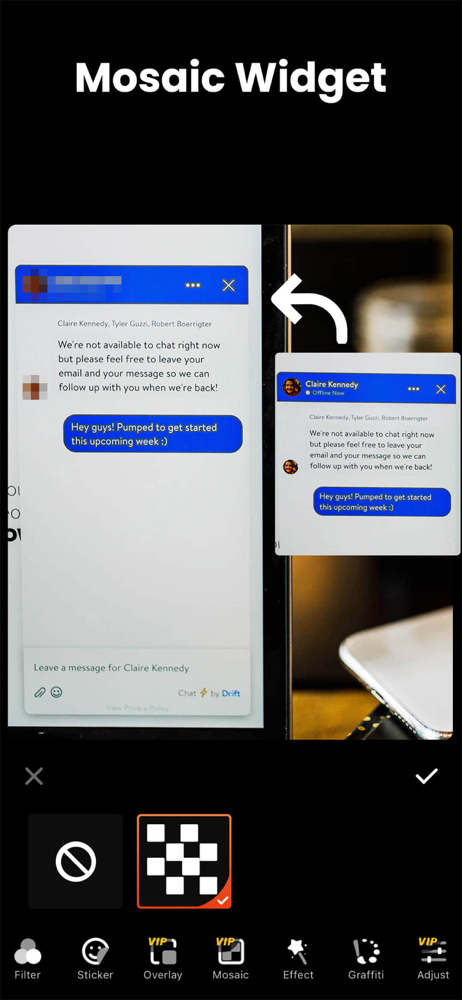 Mosaic Widget
Claire Kennedy, Tyler Guzzi, Robert Boerrigter
We're not available to chat right now
but please feel free to leave your
email and your message so we can
follow up with you when we're back!
Hey guys! Pumped to get started
this upcoming week :)
Leave a message for Claire Kennedy
Chat ⚡ by Drift
View Privacy Policy
Claire Kennedy
Offline Now
Claire Kennedy, Tyler Guzzi, Robert Boerrigter
We're not available to chat right now
but please feel free to leave your
email and your message so we can
follow up with you when we're back!
Hey guys! Pumped to get started
this upcoming week :)
VIP
VIP
VIP
Filter
Sticker
Overlay
Mosaic
Effect
Graffiti
Adjust